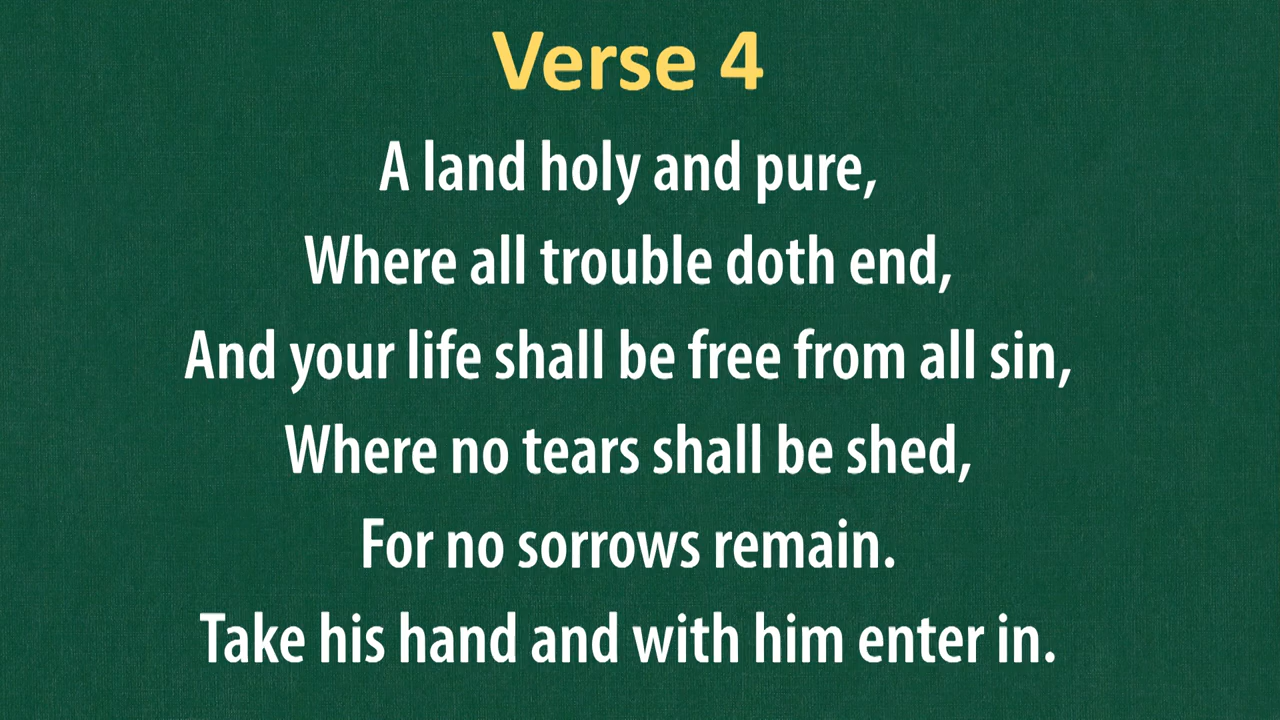 Verse 4
A land holy and pure,
Where all trouble doth end,
And your life shall be free from all sin,
Where no tears shall be shed,
For no sorrows remain.
Take his hand and with him enter in.